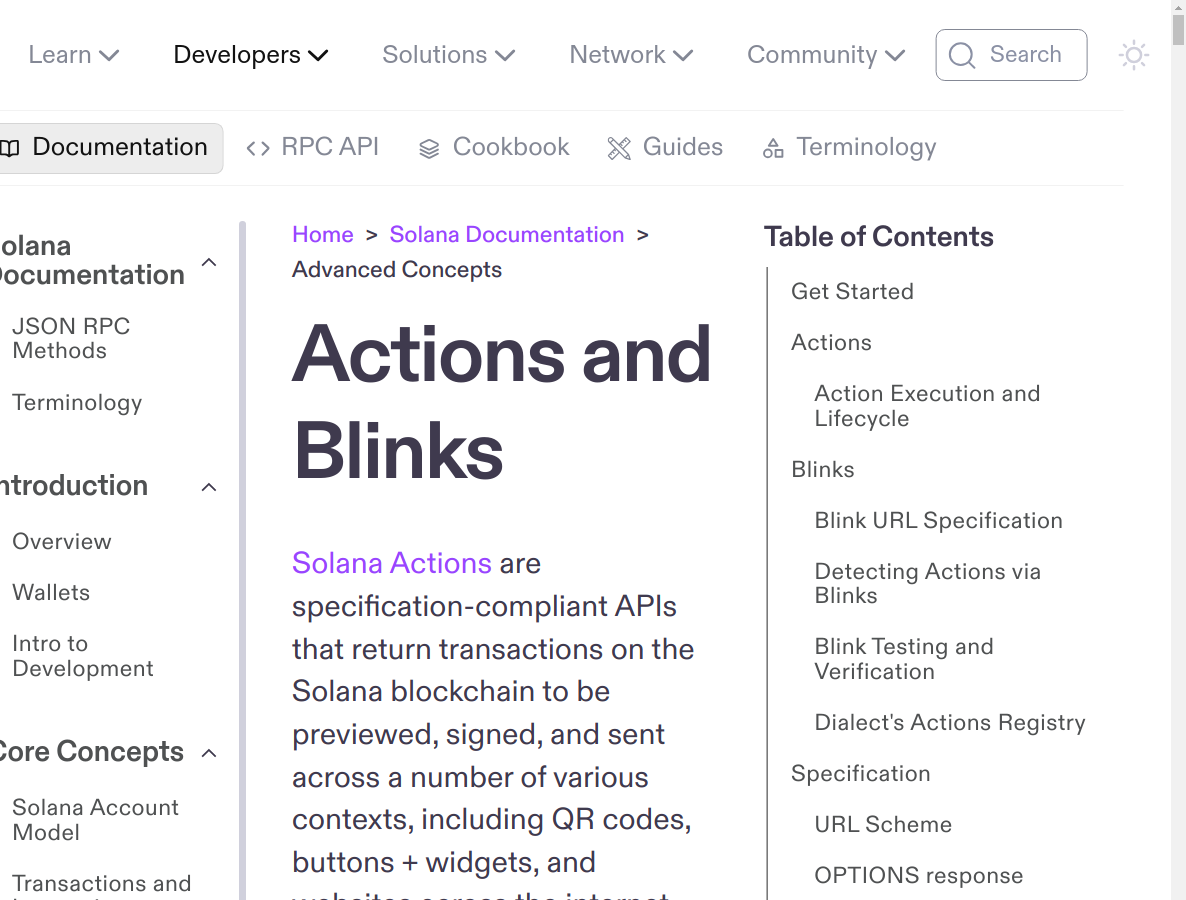 Learn
Developers
Solutions
Network
Community
Search
Documentation
RPC API
Cookbook
Guides
Terminology
olana
ocumentation
JSON RPC
Methods
Terminology
ntroduction
Overview
Wallets
Intro to
Development
Core Concepts
Solana Account
Model
Transactions and
Home > Solana Documentation >
Advanced Concepts
Actions and
Blinks
Solana Actions are
specification-compliant APIs
that return transactions on the
Solana blockchain to be
previewed, signed, and sent
across a number of various
contexts, including QR codes,
buttons + widgets, and
websites across the internet
Table of Contents
Get Started
Actions
Action Execution and
Lifecycle
Blinks
Blink URL Specification
Detecting Actions via
Blinks
Blink Testing and
Verification
Dialect's Actions Registry
Specification
URL Scheme
OPTIONS response